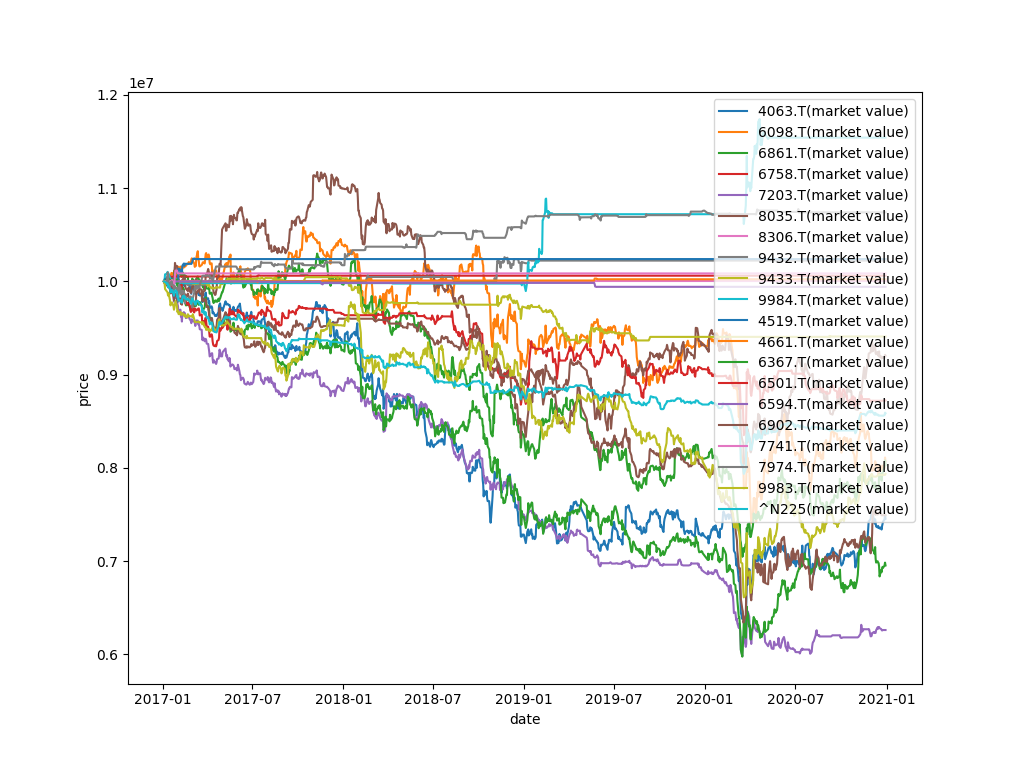 1e7
1.2
1.1
1.0
0.9
0.8
0.7
0.6
price
2017-01 2017-07 2018-01 2018-07 2019-01 2019-07 2020-01 2020-07 2021-01
date
4063.T(market value)
6098.T(market value)
6861.T(market value)
6758.T(market value)
7203.T(market value)
8035.T(market value)
8306.T(market value)
9432.T(market value)
9433.T(market value)
9984.T(market value)
4519.T(market value)
4661.T(market value)
6367.T(market value)
6501.T(market value)
6594.T(market value)
6902.T(market value)
7741.T(market value)
7974.T(market value)
9983.T(market value)
^N225(market value)